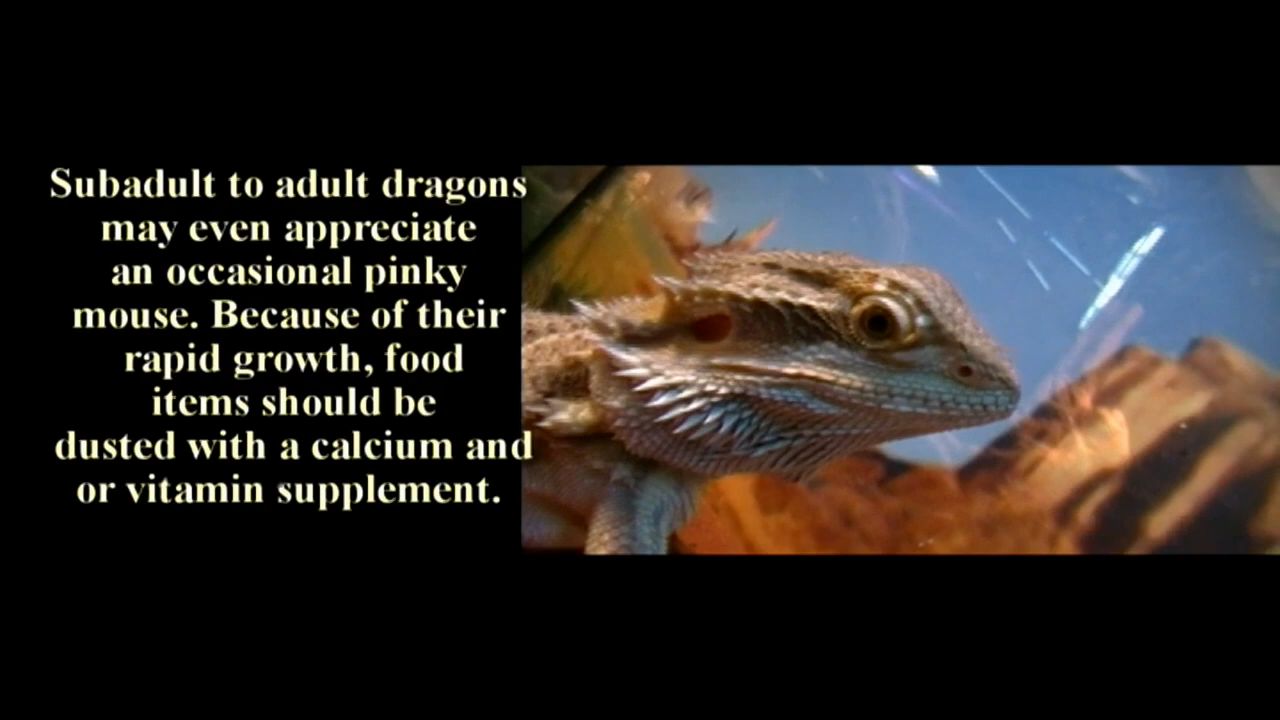 Subadult to adult dragons
may even appreciate
an occasional pinky
mouse. Because of their
rapid growth, food
items should be
dusted with a calcium and
or vitamin supplement.